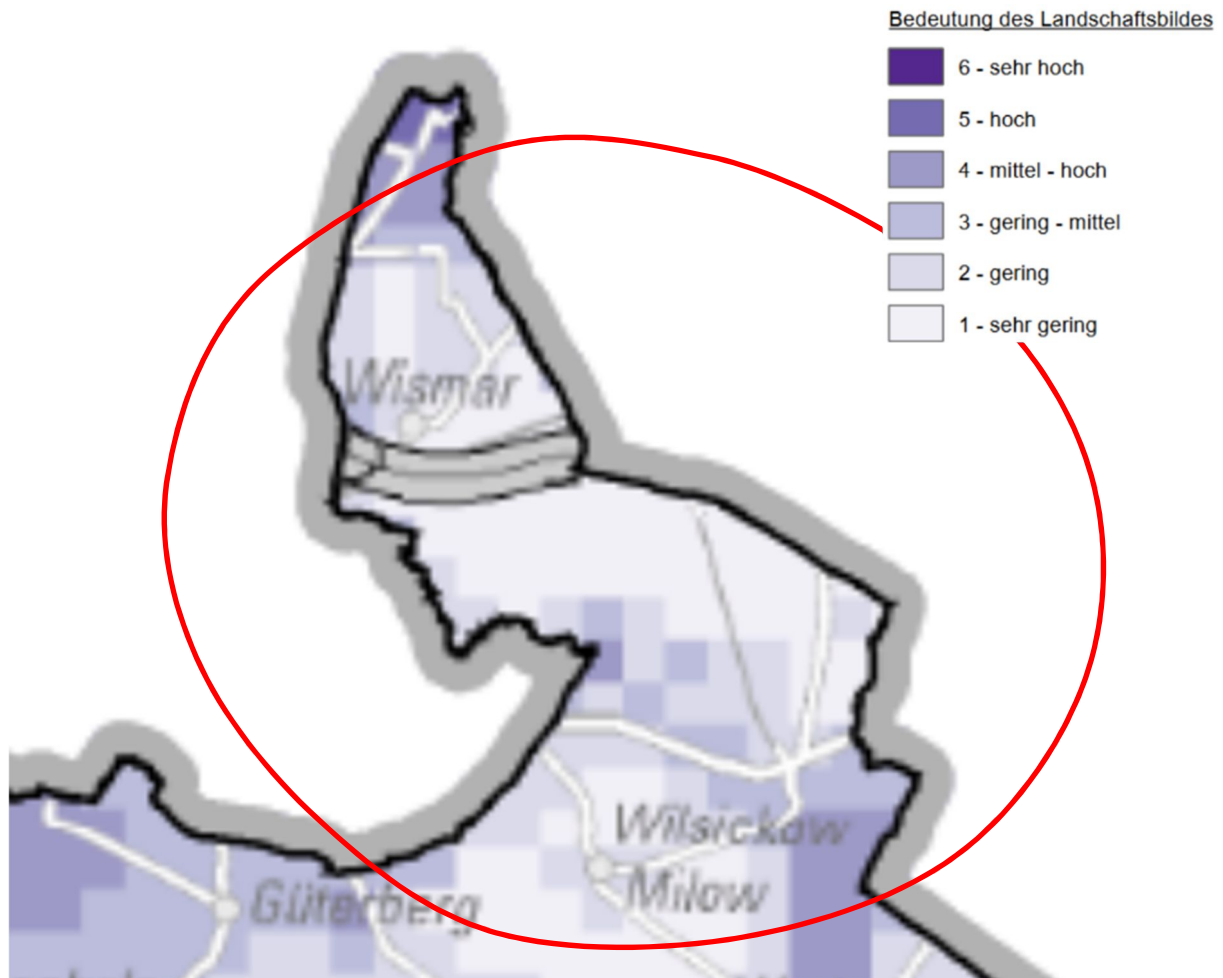 Bedeutung des Landschaftsbildes
6 - sehr hoch
5 - hoch
4 - mittel - hoch
3 - gering - mittel
2 - gering
1 - sehr gering
Wismar
Wilsickow
Milow
Güterberg